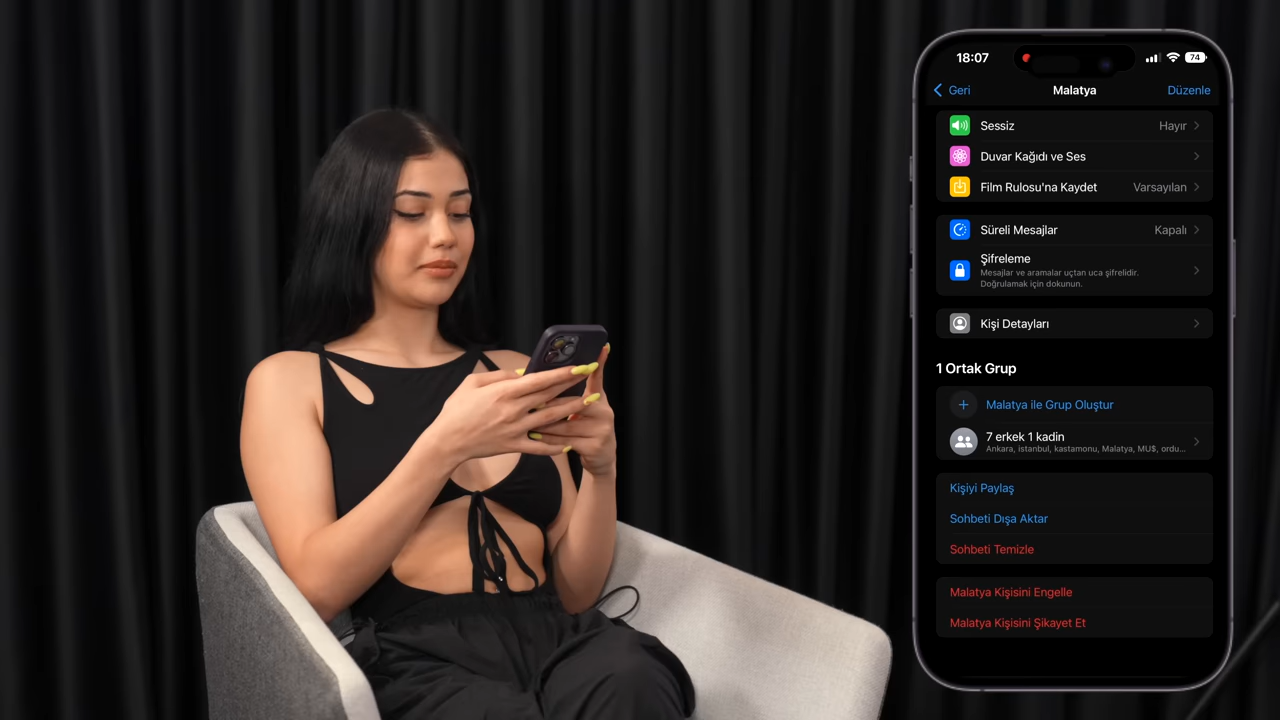 18:07
74
Geri
Malatya
Düzenle
Sessiz
Hayır
Duvar Kağıdı ve Ses
Film Rulosu'na Kaydet
Varsayılan
Süreli Mesajlar
Kapalı
Şifreleme
Mesajlar ve aramalar uçtan uca şifrelidir.
Doğrulamak için dokunun.
Kişi Detayları
1 Ortak Grup
Malatya ile Grup Oluştur
7 erkek 1 kadin
Ankara, istanbul, kastamonu, Malatya, MU$, ordu...
Kişiyi Paylaş
Sohbeti Dışa Aktar
Sohbeti Temizle
Malatya Kişisini Engelle
Malatya Kişisini Şikayet Et